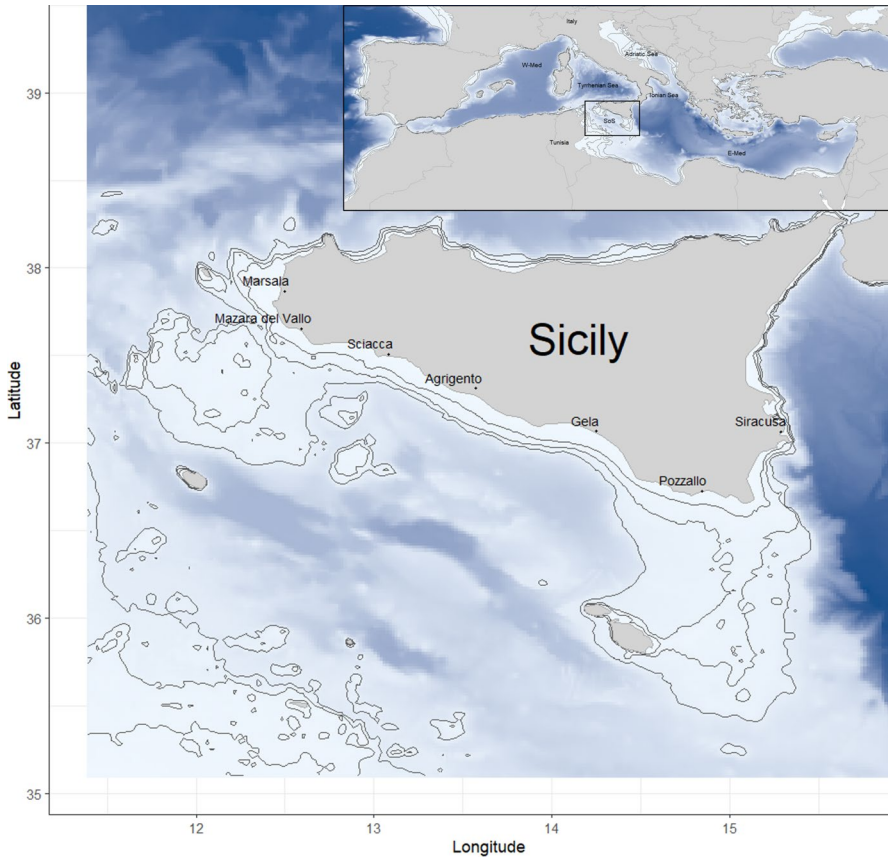 Italy
Adriatic Sea
W-Med
Tyrrhenian Sea
Ionian Sea
SoS
Tunisia
E-Med
39
38
37
36
35
Latitude
Marsala
Mazara del Vallo
Sciacca
Sicily
Agrigento
Gela
Siracusa
Pozzallo
12
13
14
15
Longitude